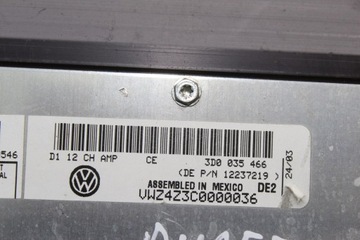 546
D1 12 CH AMP CE 3D0 035 466
(DE P/N 12237219)
24/03
ASSEMBLED IN MEXICO DE2
VWZ4Z3C0000036